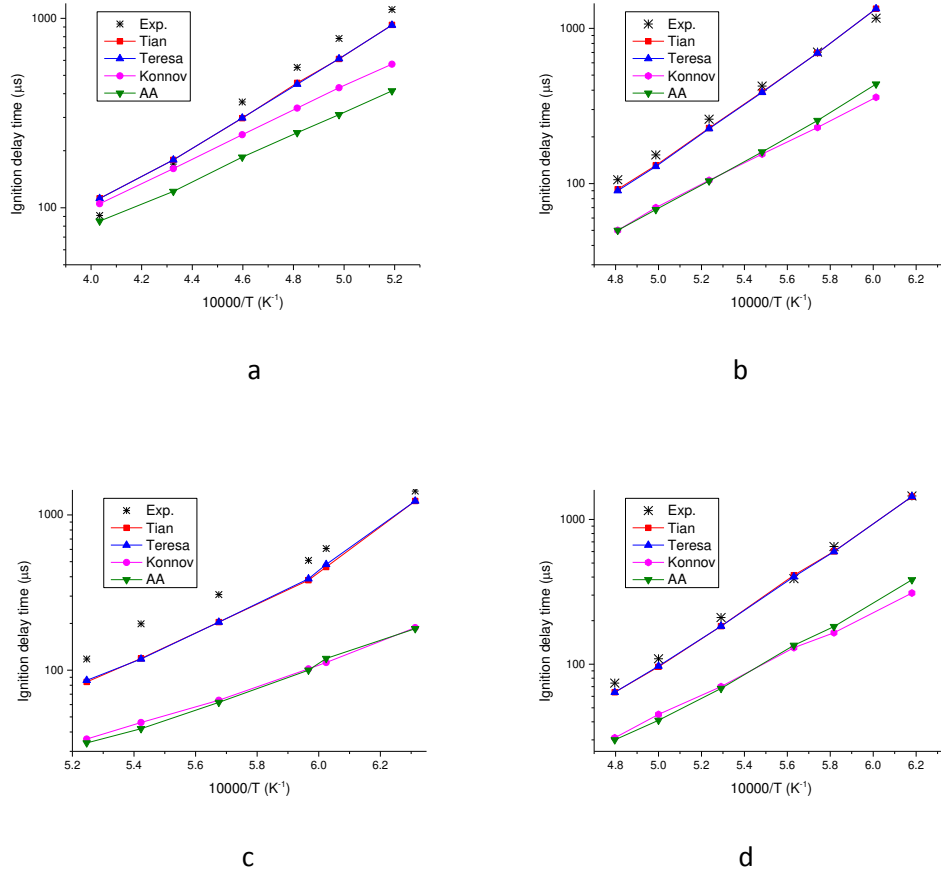 1000
100
Ignition delay time (μs)
Exp.
Tian
Teresa
Konnov
AA
4.0 4.2 4.4 4.6 4.8 5.0 5.2
10000/T (K-1)
a
1000
100
Ignition delay time (μs)
Exp.
Tian
Teresa
Konnov
AA
4.8 5.0 5.2 5.4 5.6 5.8 6.0 6.2
10000/T (K-1)
b
1000
100
Ignition delay time (μs)
Exp.
Tian
Teresa
Konnov
AA
5.2 5.4 5.6 5.8 6.0 6.2
10000/T (K-1)
c
1000
100
Ignition delay time (μs)
Exp.
Tian
Teresa
Konnov
AA
4.8 5.0 5.2 5.4 5.6 5.8 6.0 6.2
10000/T (K-1)
d